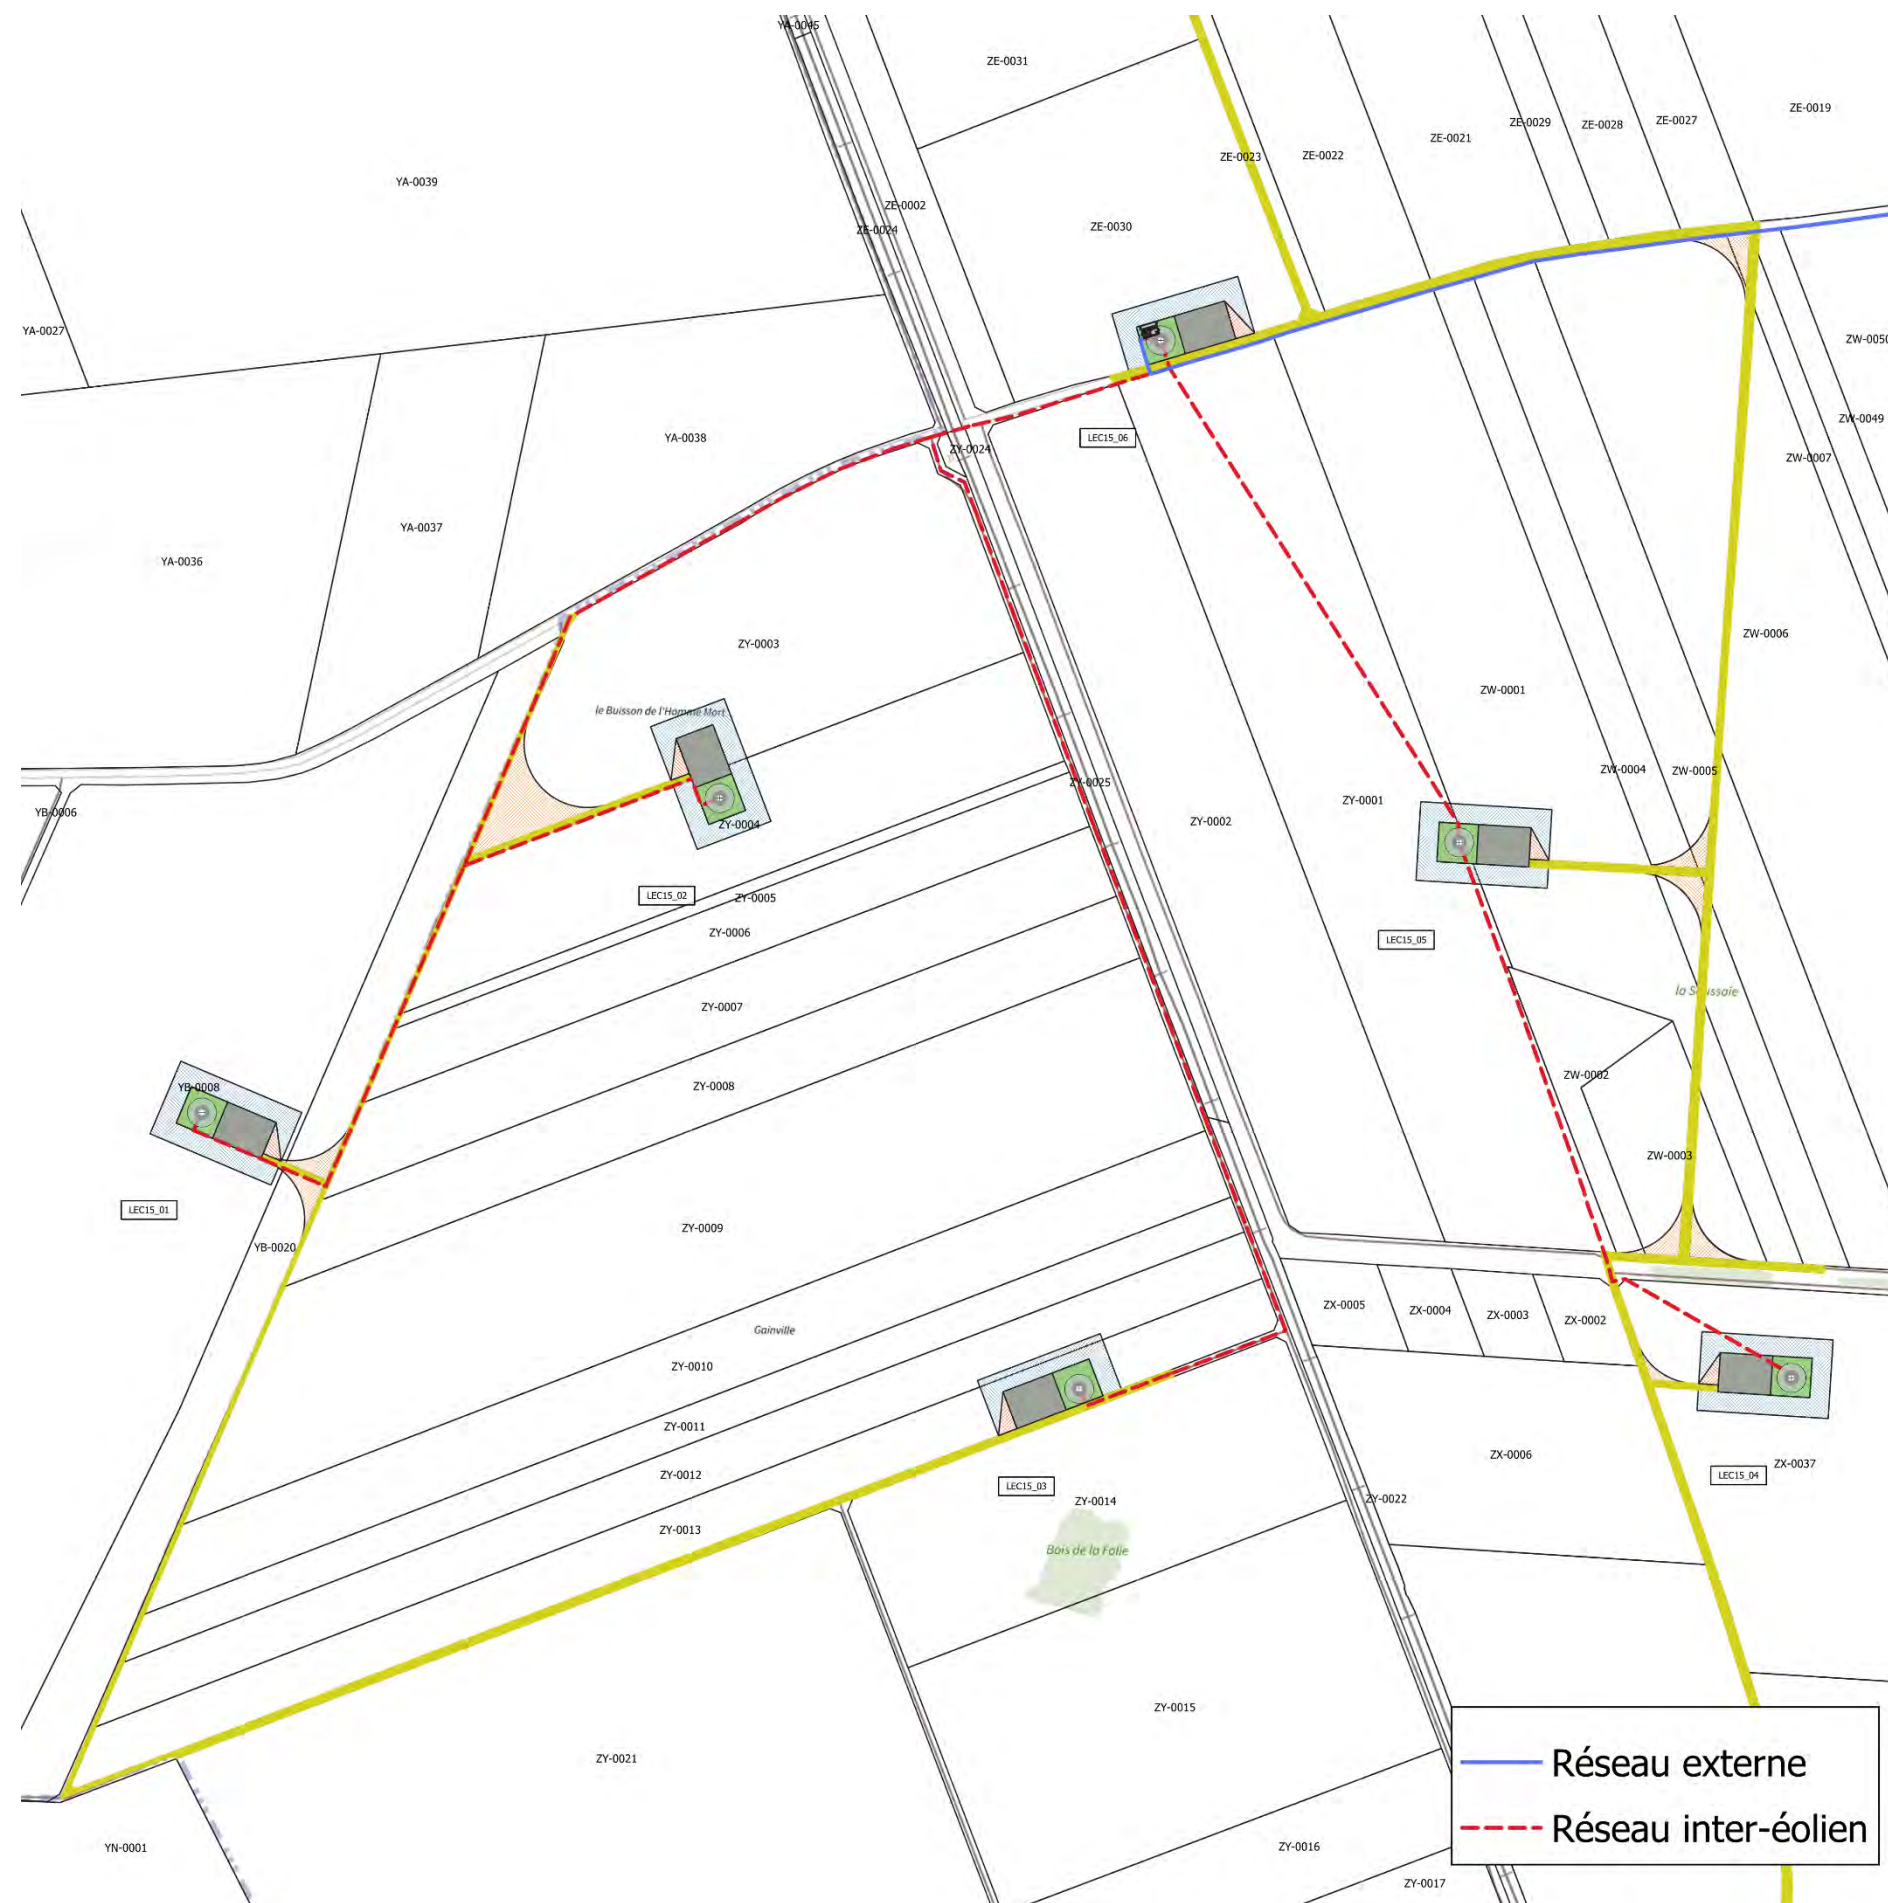 YA-0045
ZE-0031
ZE-0019
ZE-0029
ZE-0028
ZE-0027
ZE-0021
ZE-0023
ZE-0022
YA-0039
ZE-0002
ZE-0024
ZE-0030
YA-0027
ZW-0050
ZW-0049
YA-0038
LEC15_06
ZY-0024
ZW-0007
YA-0037
YA-0036
ZY-0003
ZW-0006
ZW-0001
le Buisson de l'Homme Mort
ZW-0004
ZW-0005
ZY-0025
ZY-0001
YB-0006
ZY-0002
ZY-0004
LEC15_02
ZY-0005
ZY-0006
LEC15_05
la Saussaie
ZY-0007
ZW-0002
YB-0008
ZY-0008
ZW-0003
LEC15_01
ZY-0009
YB-0020
ZX-0005
ZX-0004
ZX-0003
ZX-0002
Gainville
ZY-0010
ZY-0011
ZX-0006
ZX-0037
ZY-0012
LEC15_04
LEC15_03
ZY-0014
ZY-0022
ZY-0013
Bois de la Folie
ZY-0015
ZY-0021
Réseau externe
Réseau inter-éolien
YN-0001
ZY-0016
ZY-0017